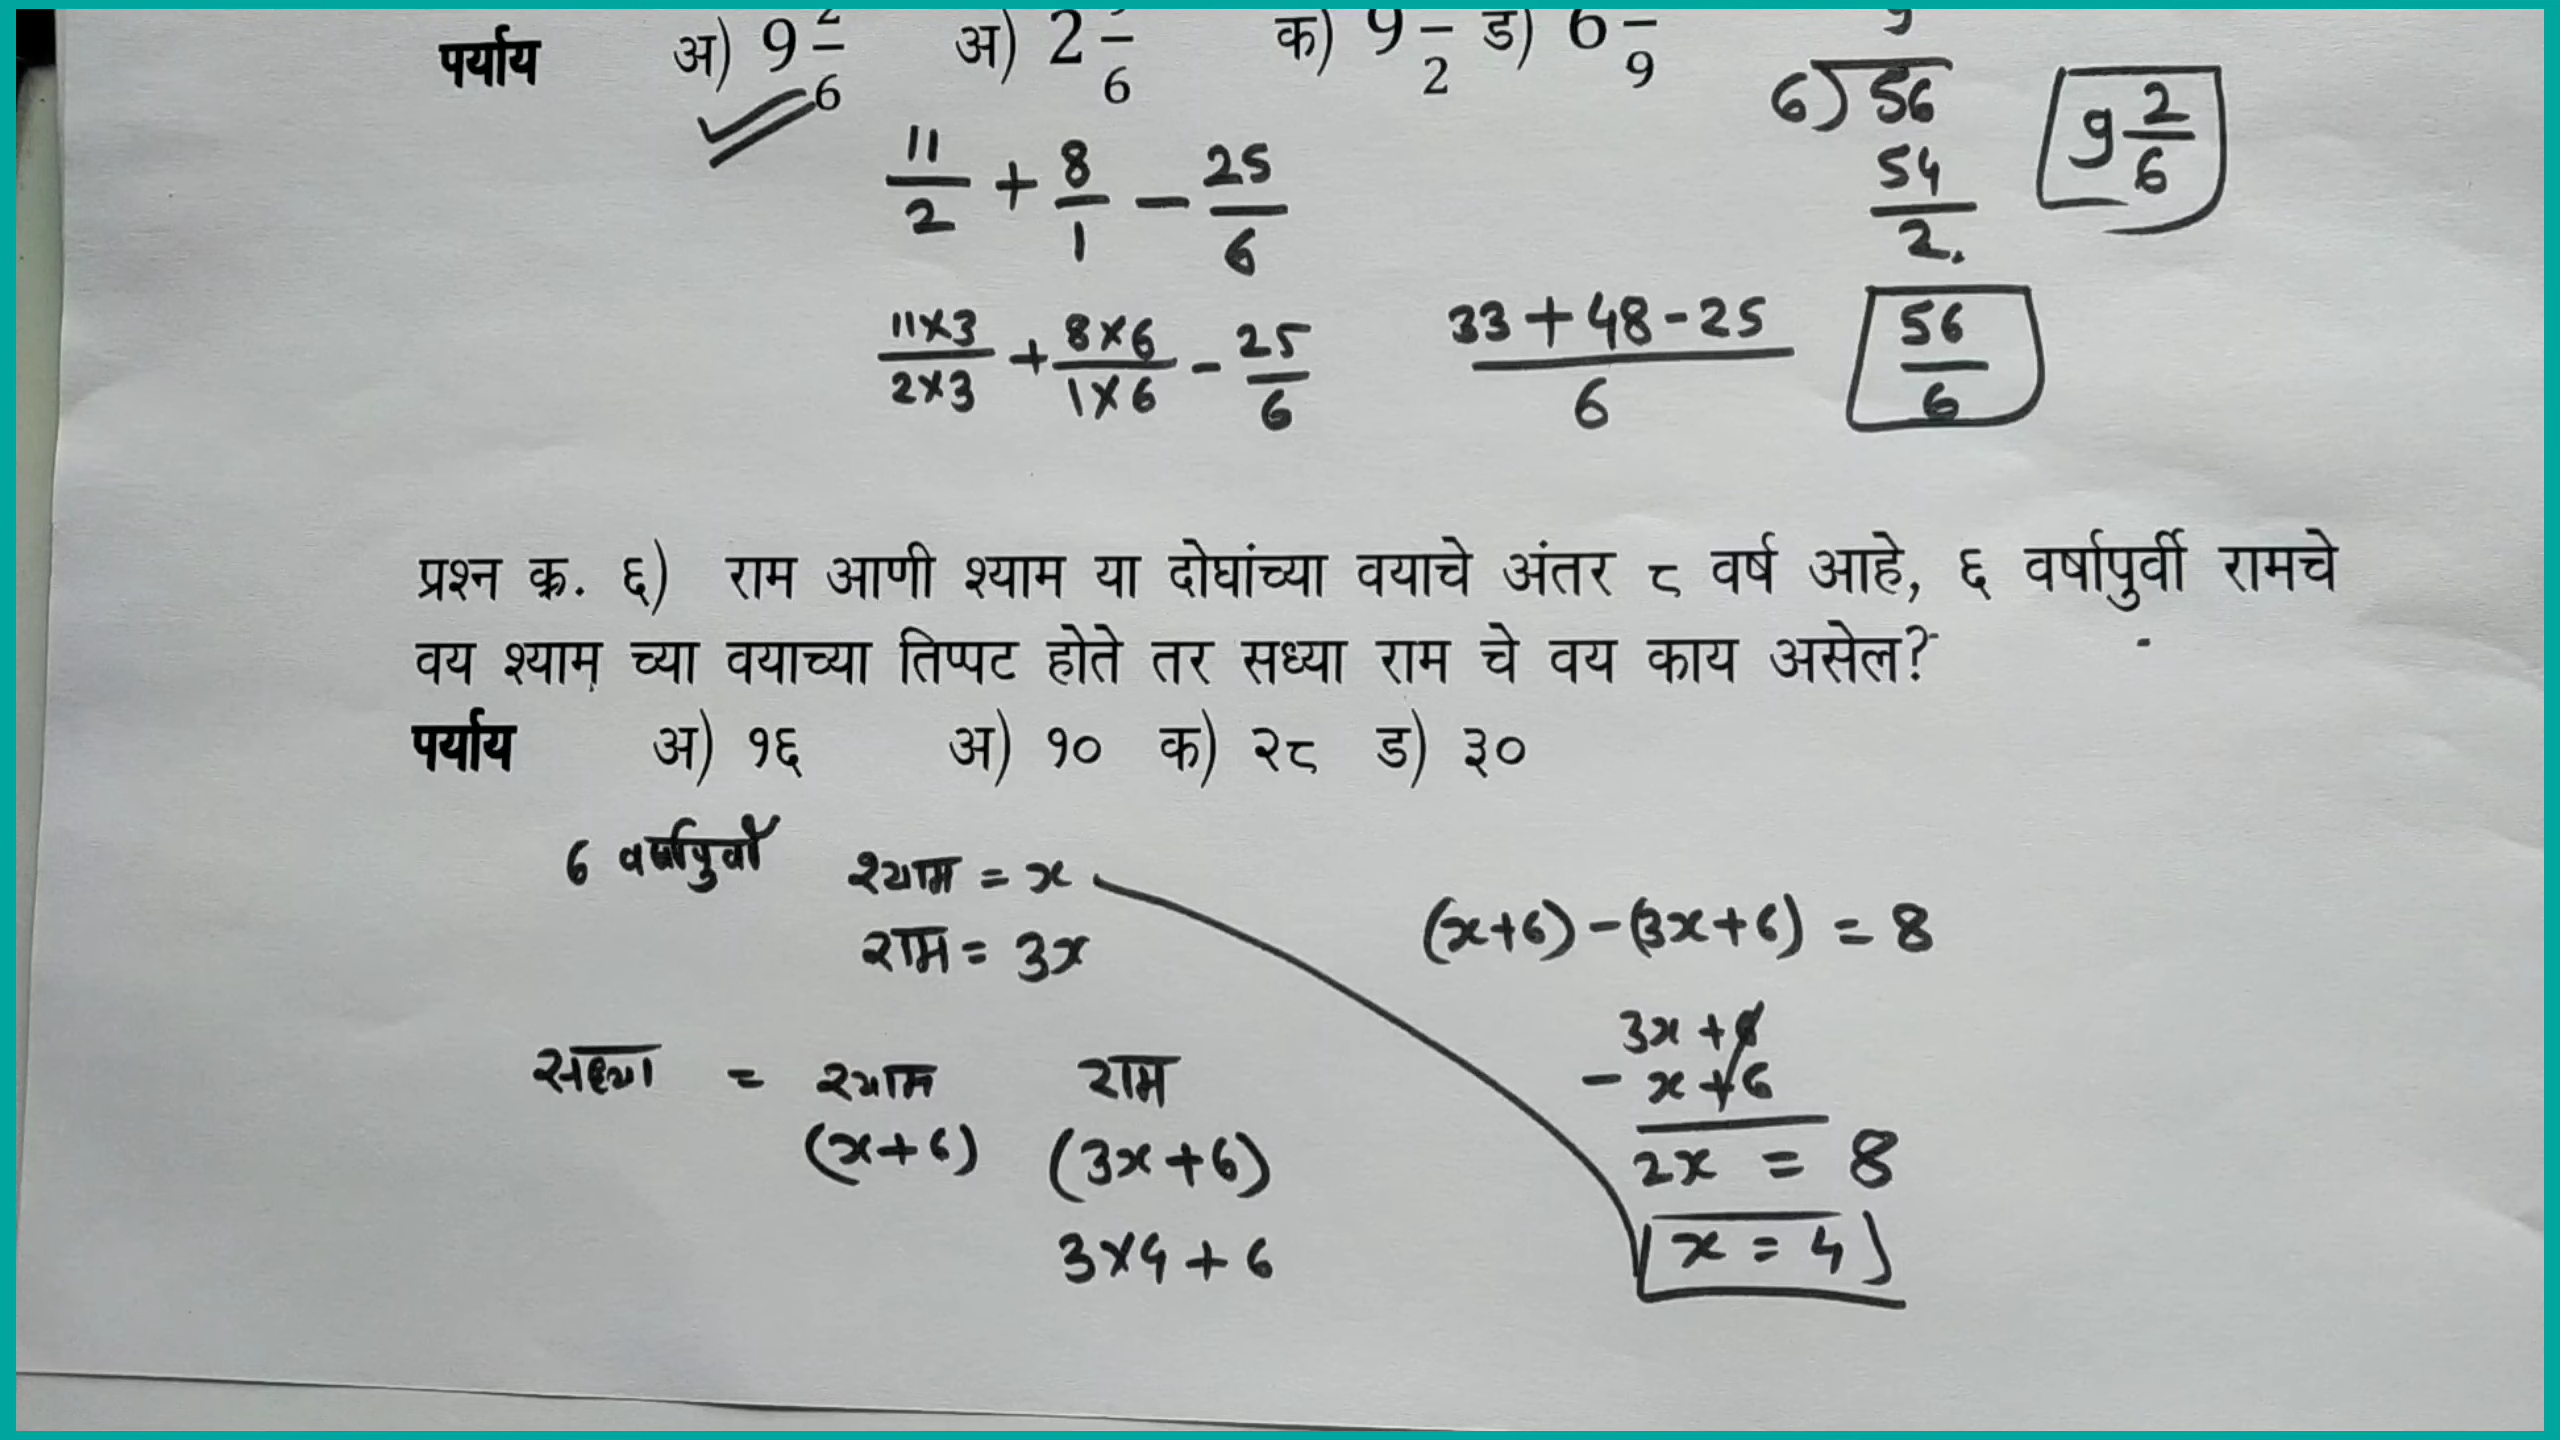 पर्याय अ) 9 2/6 अ) 2 –/6 क) 9 –/2 ड) 6 –/9
11/2 + 8/1 - 25/6
6)56
54
2.
9 2/6
11×3/2×3 + 8×6/1×6 - 25/6
33+48-25/6
56/6
प्रश्न क्र. ६) राम आणी श्याम या दोघांच्या वयाचे अंतर ८ वर्ष आहे, ६ वर्षापुर्वी रामचे
वय श्याम च्या वयाच्या तिप्पट होते तर सध्या राम चे वय काय असेल?
पर्याय अ) १६ अ) १० क) २८ ड) ३०
6 वर्षापुर्वी
श्याम = x
राम = 3x
सध्या = श्याम राम
(x+6) (3x+6)
3×4+6
(x+6)-(3x+6) = 8
3x+6
- x+6
2x = 8
x = 4